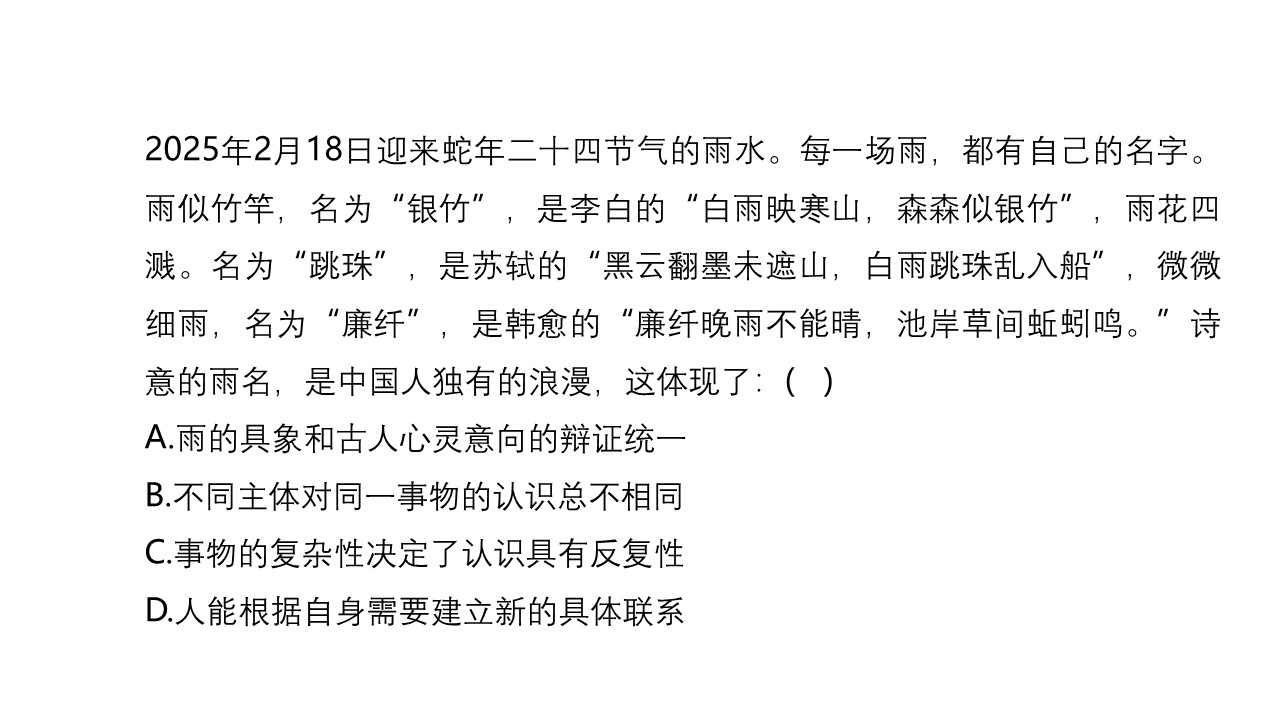 2025年2月18日迎来蛇年二十四节气的雨水。每一场雨，都有自己的名字。
雨似竹竿，名为“银竹”，是李白的“白雨映寒山，森森似银竹”，雨花四
溅。名为“跳珠”，是苏轼的“黑云翻墨未遮山，白雨跳珠乱入船”，微微
细雨，名为“廉纤”，是韩愈的“廉纤晚雨不能晴，池岸草间蚯蚓鸣。”诗
意的雨名，是中国人独有的浪漫，这体现了：(  )
A.雨的具象和古人心灵意向的辩证统一
B.不同主体对同一事物的认识总不相同
C.事物的复杂性决定了认识具有反复性
D.人能根据自身需要建立新的具体联系